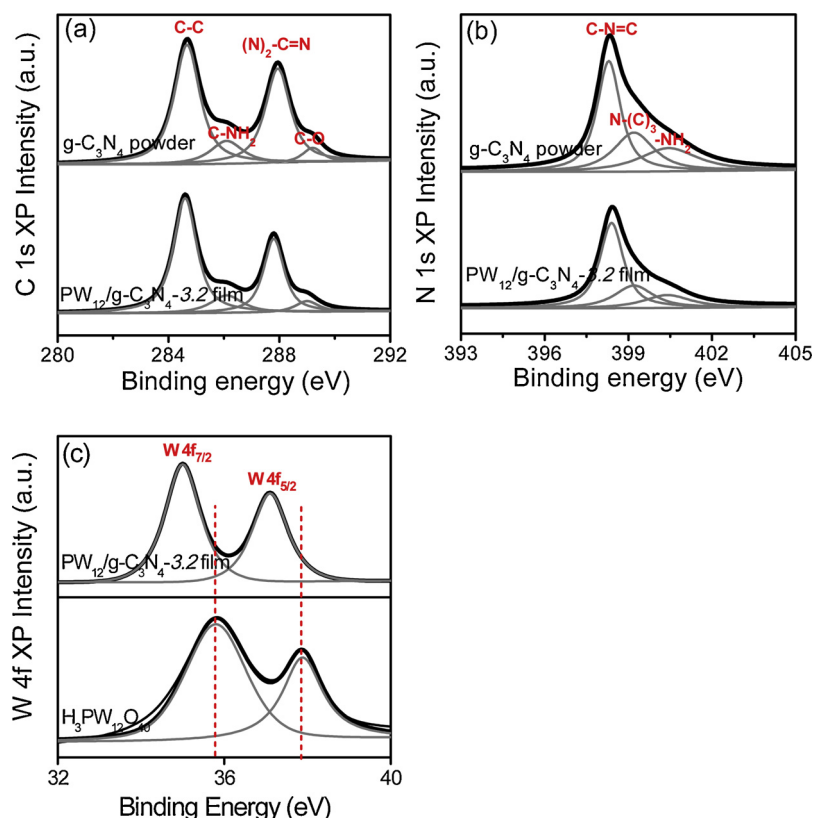 (a)
C-C
(N)₂-C=N
C-NH₂
C-O
g-C₃N₄ powder
PW₁₂/g-C₃N₄-3.2 film
C 1s XP Intensity (a.u.)
280 284 288 292
Binding energy (eV)
(b)
C-N=C
N-(C)₃
-NH₂
g-C₃N₄ powder
PW₁₂/g-C₃N₄-3.2 film
N 1s XP Intensity (a.u.)
393 396 399 402 405
Binding energy (eV)
(c)
W 4f₇/₂
W 4f₅/₂
PW₁₂/g-C₃N₄-3.2 film
H₃PW₁₂O₄₀
W 4f XP Intensity (a.u.)
32 36 40
Binding Energy (eV)